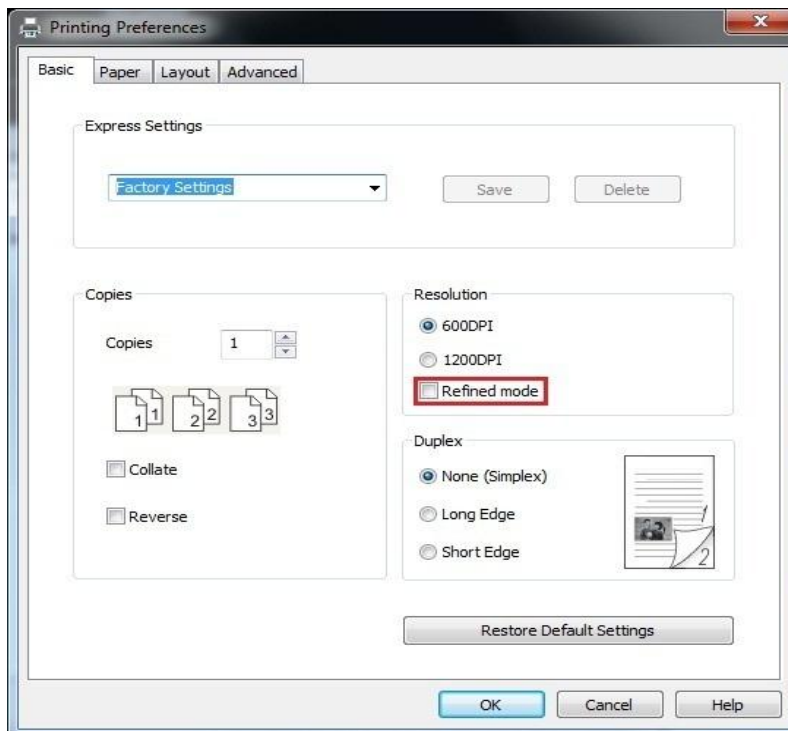 Printing Preferences
Basic Paper Layout Advanced
Express Settings
Factory Settings Save Delete
Copies
Copies 1
1 1 2 2 3 3
Collate
Reverse
Resolution
600DPI
1200DPI
Refined mode
Duplex
None (Simplex)
Long Edge
Short Edge
1
2
Restore Default Settings
OK Cancel Help